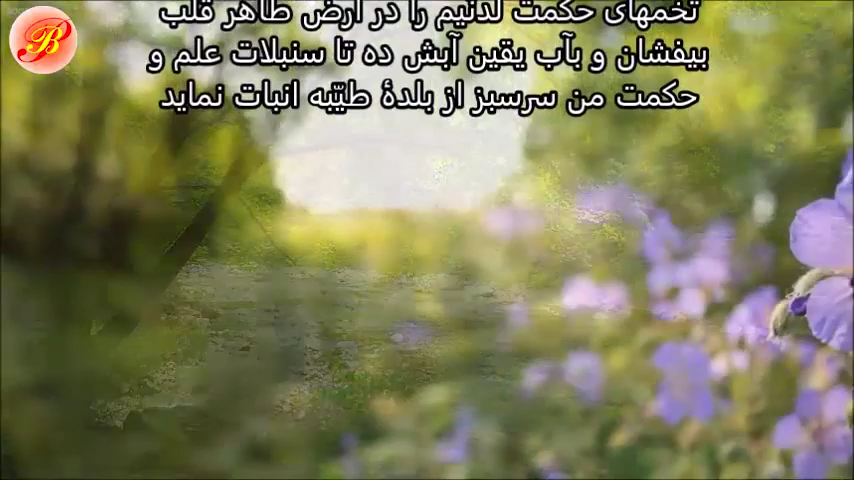 تخمهای حکمت لدنیم را در ارض طاهر قلب
بیفشان و بآب یقین آبش ده تا سنبلات علم و
حکمت من سرسبز از بلدهٔ طیّبه انبات نماید
B